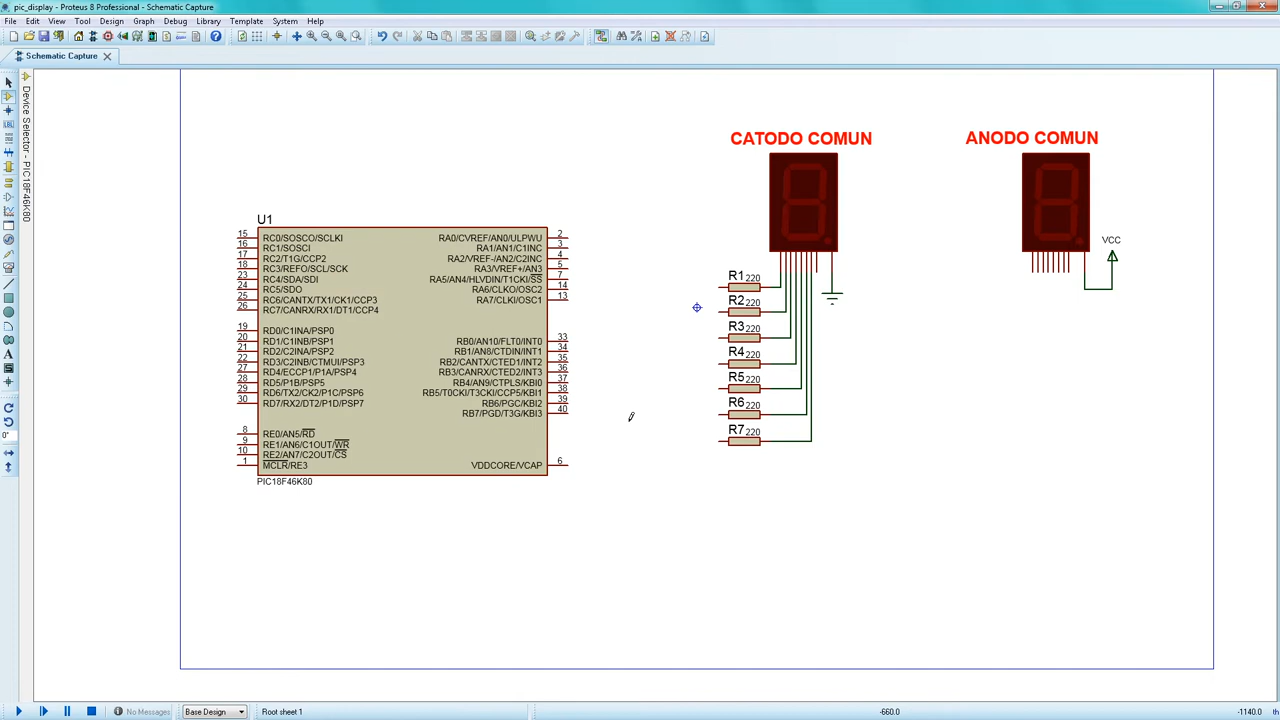 pic_display - Proteus 8 Professional - Schematic Capture
File Edit View Tool Design Graph Debug Library Template System Help
Schematic Capture
Device Selector - PIC18F46K80
CATODO COMUN
ANODO COMUN
VCC
U1
15 RC0/SOSCO/SCLKI RA0/CVREF/AN0/ULPWU 2
16 RC1/SOSCI RA1/AN1/C1INC 3
17 RC2/T1G/CCP2 RA2/VREF-/AN2/C2INC 4
18 RC3/REFO/SCL/SCK RA3/VREF+/AN3 5
23 RC4/SDA/SDI RA5/AN4/HLVDIN/T1CKI/SS 7
24 RC5/SDO RA6/CLKO/OSC2 14
25 RC6/CANTX/TX1/CK1/CCP3 RA7/CLKI/OSC1 13
26 RC7/CANRX/RX1/DT1/CCP4
19 RD0/C1INA/PSP0
20 RD1/C1INB/PSP1 RB0/AN10/FLT0/INT0 33
21 RD2/C2INA/PSP2 RB1/AN8/CTDIN/INT1 34
22 RD3/C2INB/CTMUI/PSP3 RB2/CANTX/CTED1/INT2 35
27 RD4/ECCP1/P1A/PSP4 RB3/CANRX/CTED2/INT3 36
28 RD5/P1B/PSP5 RB4/AN9/CTPLS/KBI0 37
29 RD6/TX2/CK2/P1C/PSP6 RB5/T0CKI/T3CKI/CCP5/KBI1 38
30 RD7/RX2/DT2/P1D/PSP7 RB6/PGC/KBI2 39
RB7/PGD/T3G/KBI3 40
8 RE0/AN5/RD
9 RE1/AN6/C1OUT/WR
10 RE2/AN7/C2OUT/CS
1 MCLR/RE3 VDDCORE/VCAP 6
PIC18F46K80
R1 220
R2 220
R3 220
R4 220
R5 220
R6 220
R7 220
0°
No Messages Base Design Root sheet 1 -660.0 -1140.0 th